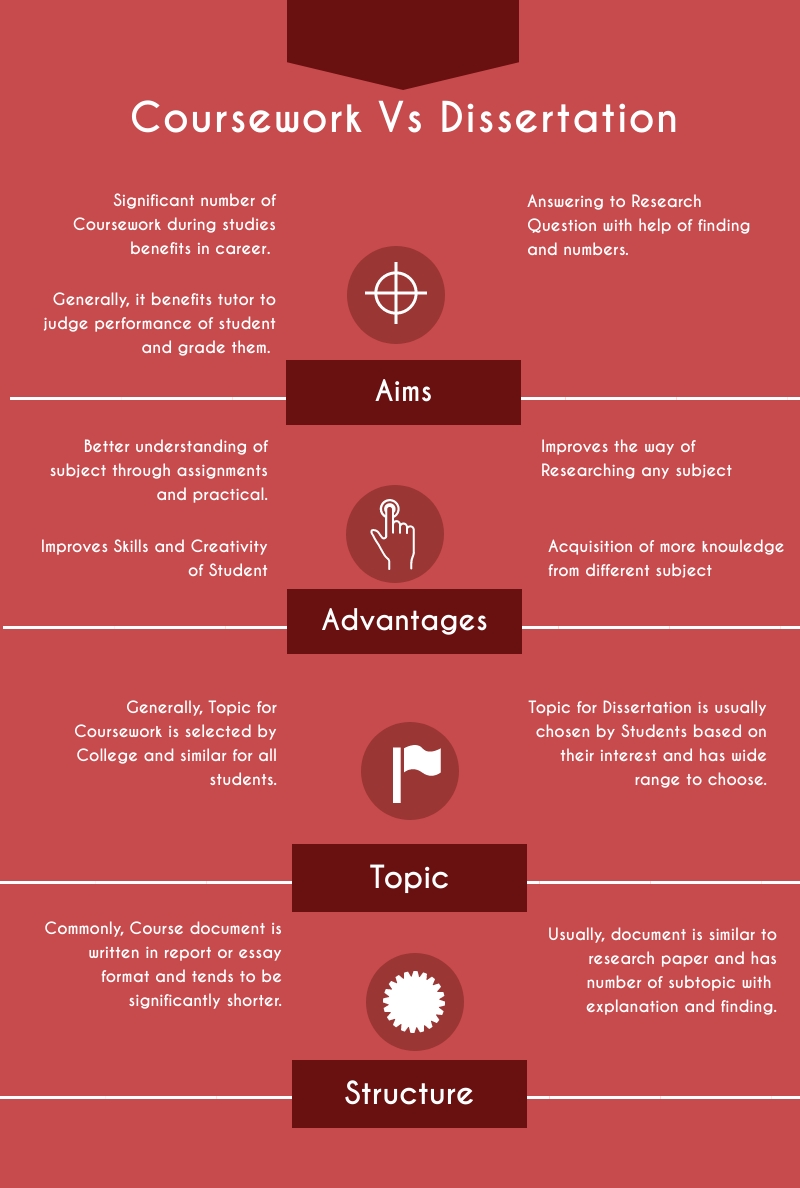 Coursework Vs Dissertation
Significant number of
Coursework during studies
benefits in career.
Generally, it benefits tutor to
judge performance of student
and grade them.
Answering to Research
Question with help of finding
and numbers.
Aims
Better understanding of
subject through assignments
and practical.
Improves Skills and Creativity
of Student
Improves the way of
Researching any subject
Acquisition of more knowledge
from different subject
Advantages
Generally, Topic for
Coursework is selected by
College and similar for all
students.
Topic for Dissertation is usually
chosen by Students based on
their interest and has wide
range to choose.
Topic
Commonly, Course document is
written in report or essay
format and tends to be
significantly shorter.
Usually, document is similar to
research paper and has
number of subtopic with
explanation and finding.
Structure